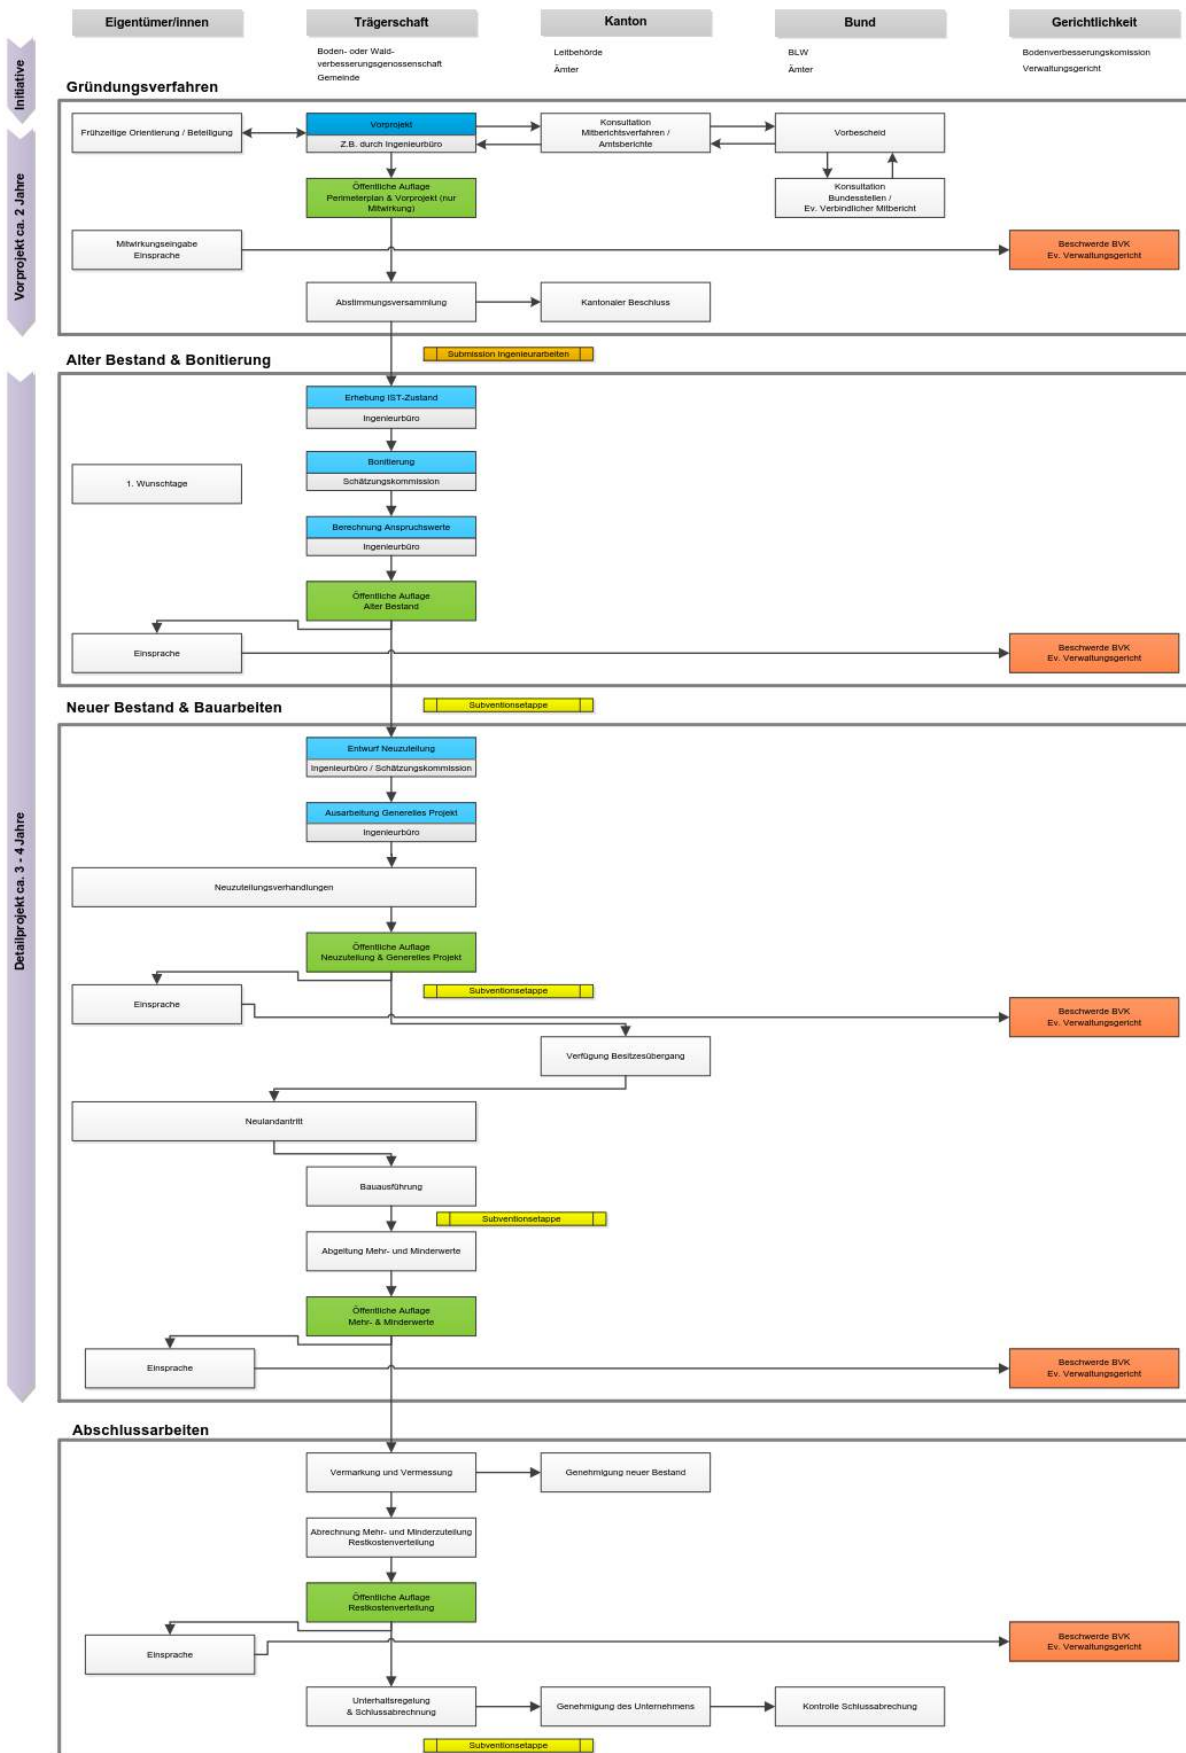 Eigentümer/innen
Trägerschaft
Kanton
Bund
Gerichtlichkeit
Boden- oder Wald-
verbesserungsgenossenschaft
Gemeinde
Leitbehörde
Ämter
BLW
Ämter
Bodenverbesserungskomission
Verwaltungsgericht
Initiative
Vorprojekt ca. 2 Jahre
Gründungsverfahren
Frühzeitige Orientierung / Beteiligung
Vorprojekt
Z.B. durch Ingenieurbüro
Konsultation
Mitberichtsverfahren /
Amtsberichte
Vorbescheid
Öffentliche Auflage
Perimeterplan & Vorprojekt (nur
Mitwirkung)
Konsultation
Bundesstellen /
Ev. Verbindlicher Mitbericht
Mitwirkungseingabe
Einsprache
Beschwerde BVK
Ev. Verwaltungsgericht
Abstimmungsversammlung
Kantonaler Beschluss
Submission Ingenieurarbeiten
Detailprojekt ca. 3 - 4 Jahre
Alter Bestand & Bonitierung
Erhebung IST-Zustand
Ingenieurbüro
Bonitierung
Schätzungskommission
1. Wunschtage
Berechnung Anspruchswerte
Ingenieurbüro
Öffentliche Auflage
Alter Bestand
Einsprache
Beschwerde BVK
Ev. Verwaltungsgericht
Subventionsetappe
Neuer Bestand & Bauarbeiten
Entwurf Neuzuteilung
Ingenieurbüro / Schätzungskommission
Ausarbeitung Generelles Projekt
Ingenieurbüro
Neuzuteilungsverhandlungen
Öffentliche Auflage
Neuzuteilung & Generelles Projekt
Subventionsetappe
Einsprache
Beschwerde BVK
Ev. Verwaltungsgericht
Verfügung Besitzesübergang
Neulandantritt
Bauausführung
Subventionsetappe
Abgeltung Mehr- und Minderwerte
Öffentliche Auflage
Mehr- & Minderwerte
Einsprache
Beschwerde BVK
Ev. Verwaltungsgericht
Abschlussarbeiten
Vermarkung und Vermessung
Genehmigung neuer Bestand
Abrechnung Mehr- und Minderzuteilung
Restkostenverteilung
Öffentliche Auflage
Restkostenverteilung
Einsprache
Beschwerde BVK
Ev. Verwaltungsgericht
Unterhaltsregelung
& Schlussabrechnung
Genehmigung des Unternehmens
Kontrolle Schlussabrechung
Subventionsetappe